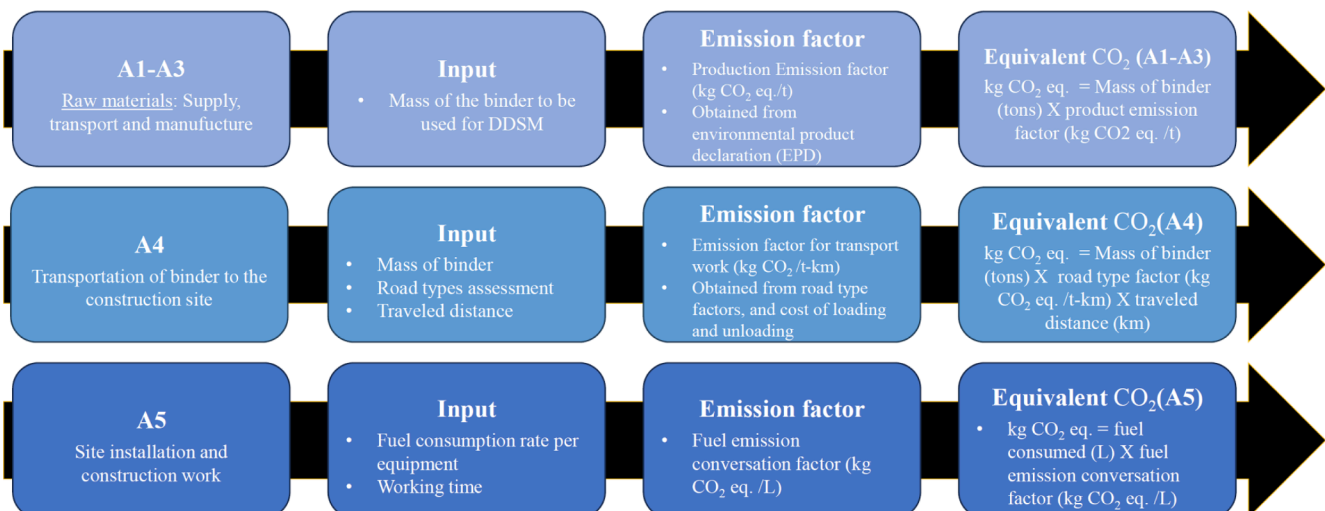 A1-A3
Raw materials: Supply,
transport and manufucture
Input
• Mass of the binder to be
used for DDSM
Emission factor
• Production Emission factor
(kg CO₂ eq./t)
• Obtained from
environmental product
declaration (EPD)
Equivalent CO₂ (A1-A3)
kg CO₂ eq. = Mass of binder
(tons) X product emission
factor (kg CO2 eq. /t)
A4
Transportation of binder to the
construction site
Input
• Mass of binder
• Road types assessment
• Traveled distance
Emission factor
• Emission factor for transport
work (kg CO₂ /t-km)
• Obtained from road type
factors, and cost of loading
and unloading
Equivalent CO₂(A4)
kg CO₂ eq. = Mass of binder
(tons) X road type factor (kg
CO₂ eq. /t-km) X traveled
distance (km)
A5
Site installation and
construction work
Input
• Fuel consumption rate per
equipment
• Working time
Emission factor
• Fuel emission
conversation factor (kg
CO₂ eq. /L)
Equivalent CO₂(A5)
• kg CO₂ eq. = fuel
consumed (L) X fuel
emission conversation
factor (kg CO₂ eq. /L)